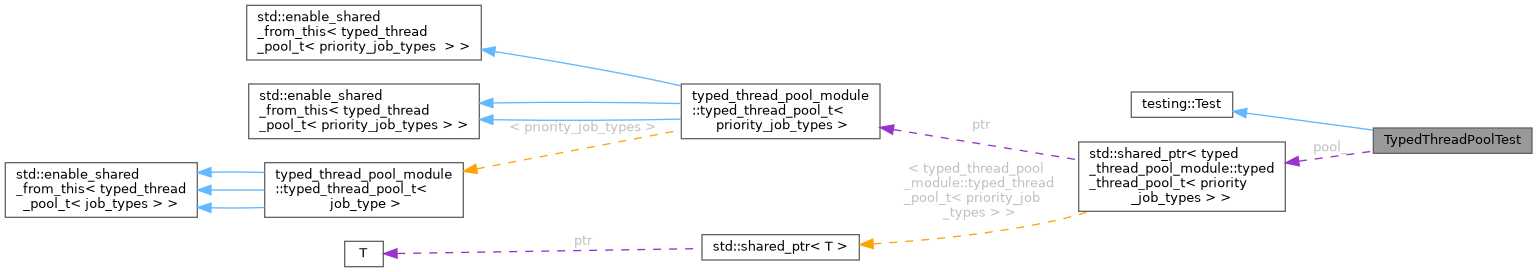 std::enable_shared
_from_this< typed_thread
_pool_t< priority_job_types  > >
std::enable_shared
_from_this< typed_thread
_pool_t< priority_job_types > >
std::enable_shared
_from_this< typed_thread
_pool_t< job_types > >
typed_thread_pool_module
::typed_thread_pool_t<
priority_job_types >
< priority_job_types >
typed_thread_pool_module
::typed_thread_pool_t<
job_type >
T
ptr
std::shared_ptr< T >
ptr
< typed_thread_pool
_module::typed_thread
_pool_t< priority_job
_types > >
testing::Test
std::shared_ptr< typed
_thread_pool_module::typed
_thread_pool_t< priority
_job_types > >
pool_
TypedThreadPoolTest